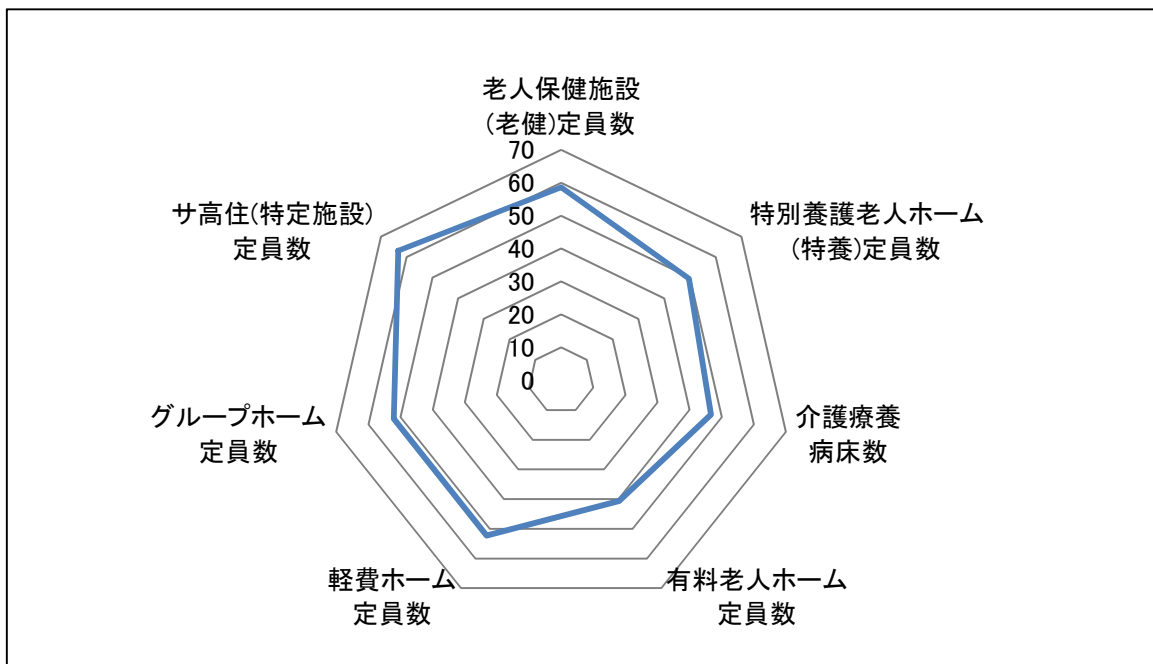 老人保健施設
(老健)定員数
特別養護老人ホーム
(特養)定員数
介護療養
病床数
有料老人ホーム
定員数
軽費ホーム
定員数
グループホーム
定員数
サ高住(特定施設)
定員数
70
60
50
40
30
20
10
0